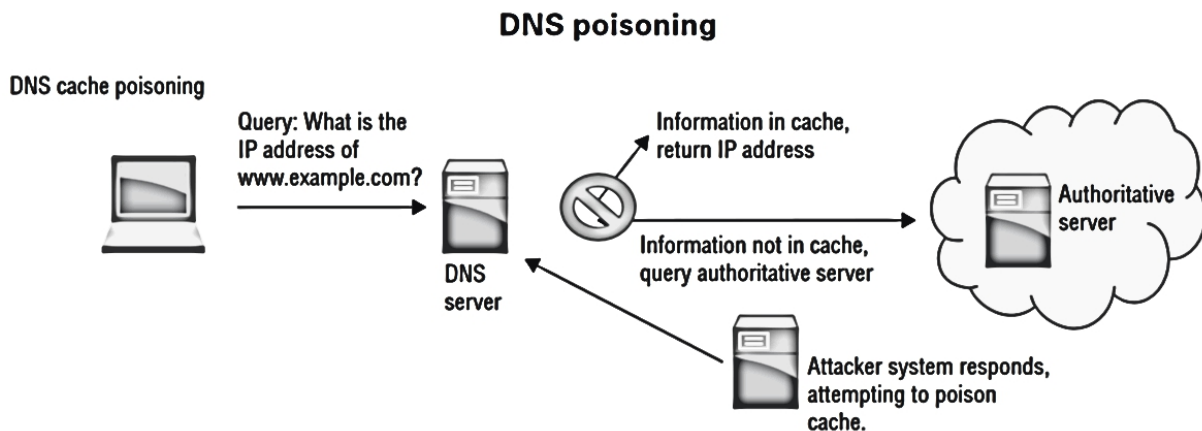 DNS poisoning
DNS cache poisoning
Query: What is the
IP address of
www.example.com?
Information in cache,
return IP address
Authoritative
server
Information not in cache,
query authoritative server
DNS
server
Attacker system responds,
attempting to poison
cache.